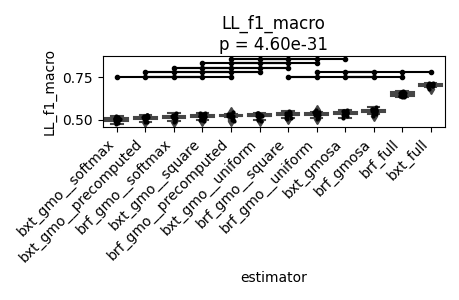 LL_f1_macro
p = 4.60e-31
LL_f1_macro
0.75
0.50
bxt_gmo__softmax
bxt_gmo__precomputed
brf_gmo__softmax
bxt_gmo__square
brf_gmo__precomputed
bxt_gmo__uniform
brf_gmo__square
brf_gmo__uniform
bxt_gmosa
brf_gmosa
brf_full
bxt_full
estimator